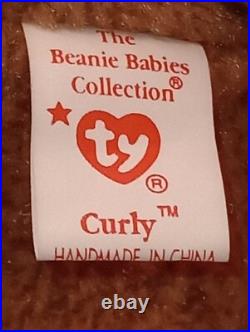 The
Beanie Babies
Collection®
ty®
Curly™
HANDMADE IN CHINA